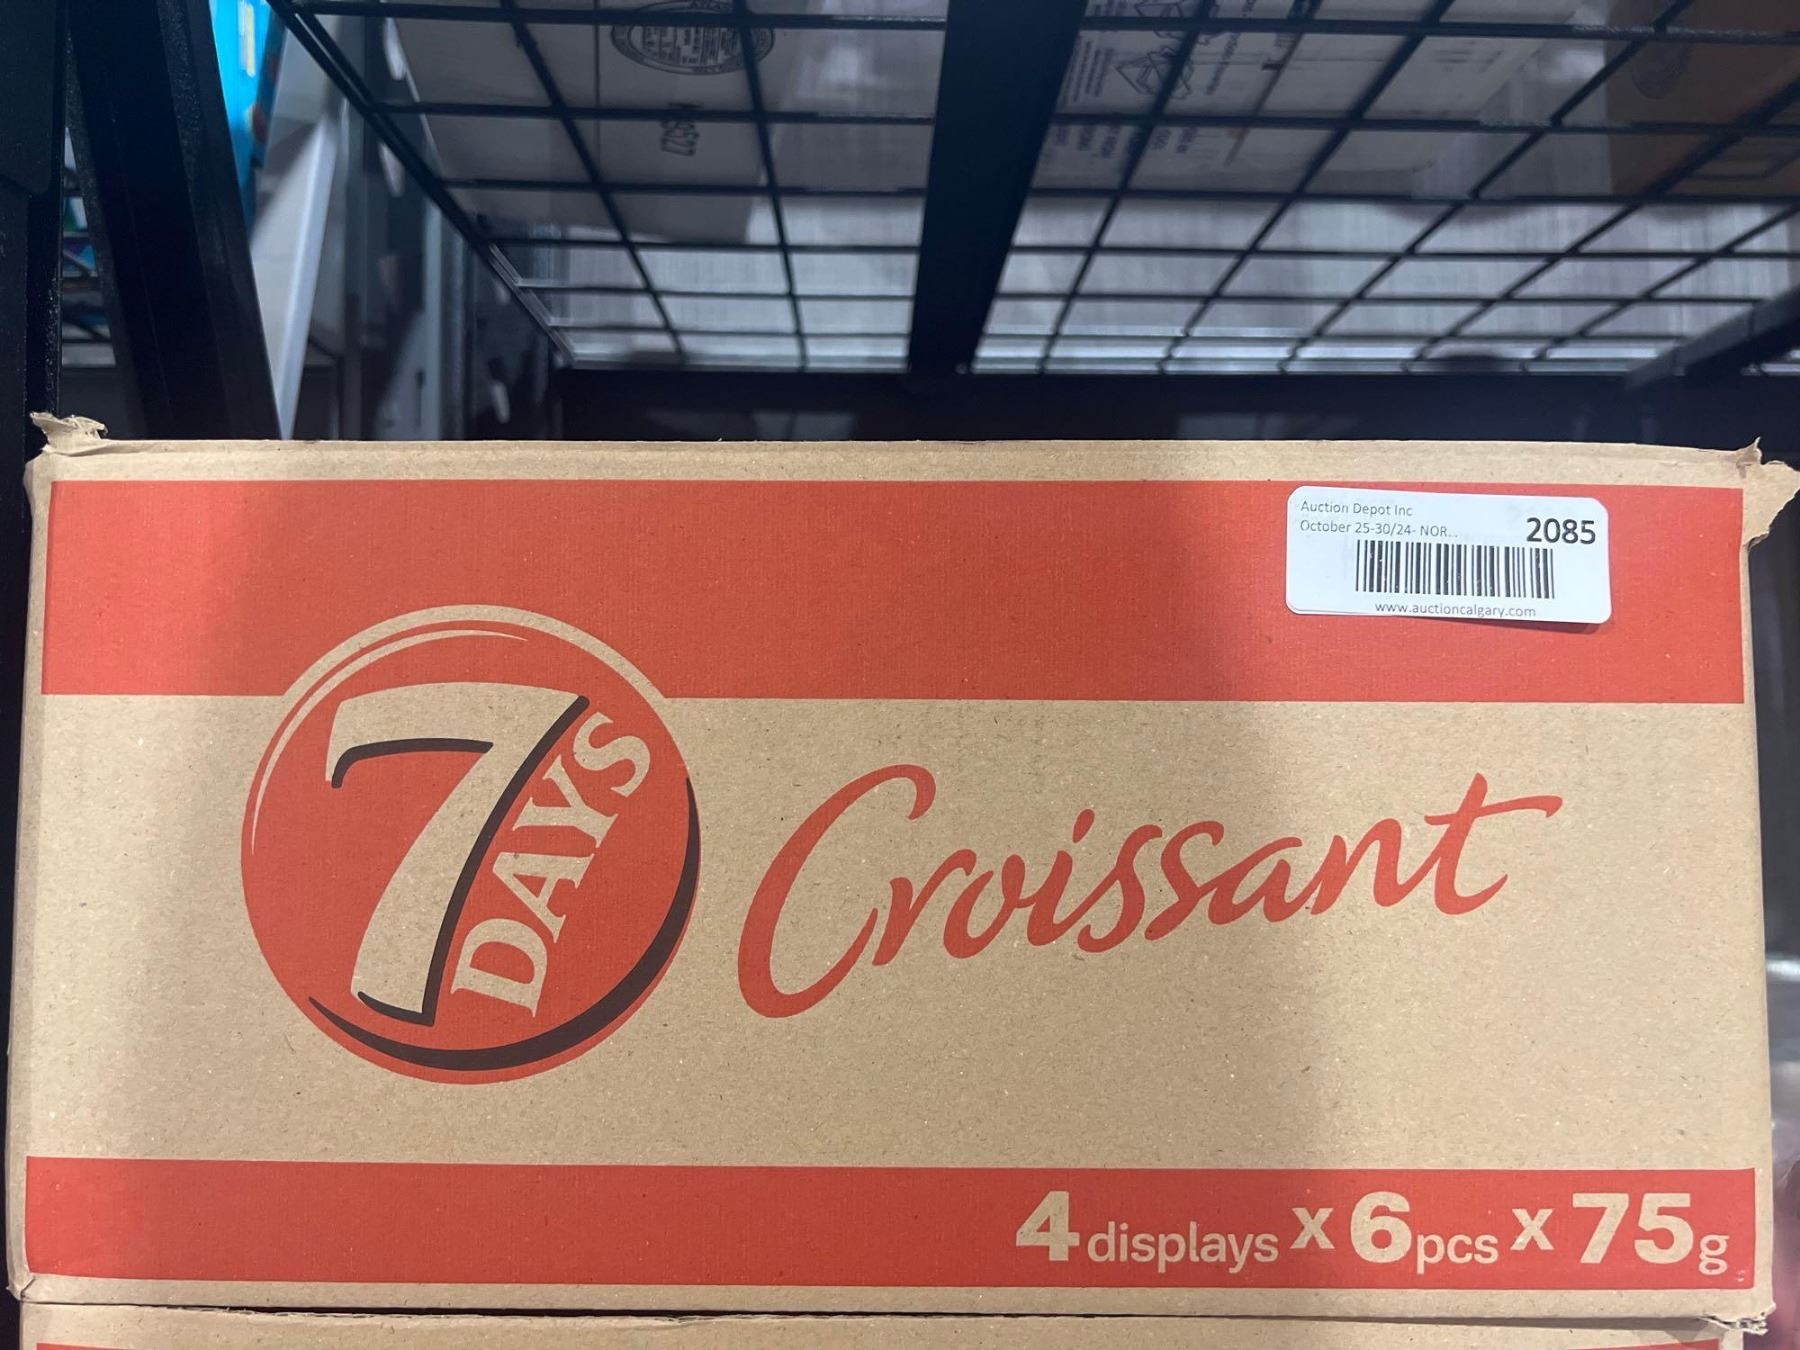 Auction Depot Inc
October 25-30/24- NOR...
2085
www.auctioncalgary.com
7
DAYS
Croissant
4 displays x 6 pcs x 75 g